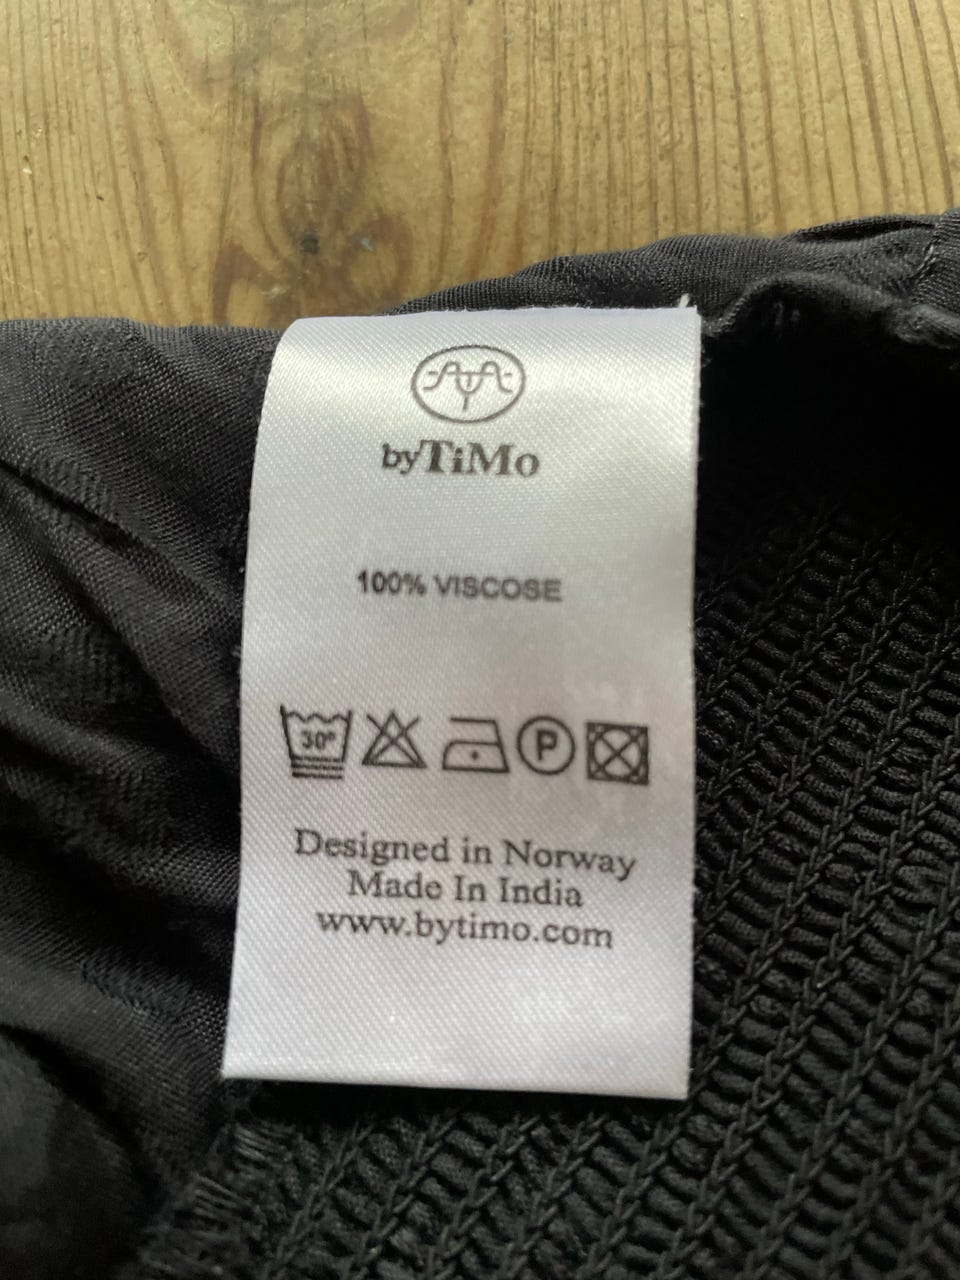 byTiMo
100% VISCOSE
30° P
Designed in Norway
Made In India
www.bytimo.com